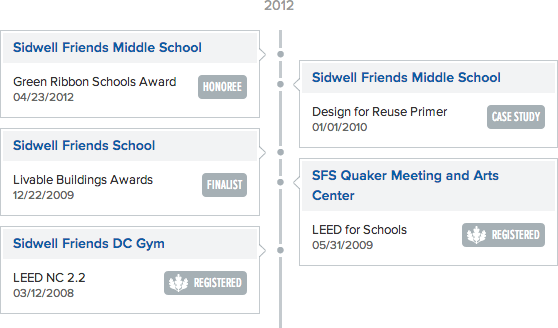 2012
Sidwell Friends Middle School
Green Ribbon Schools Award
04/23/2012
HONOREE
Sidwell Friends Middle School
Design for Reuse Primer
01/01/2010
CASE STUDY
Sidwell Friends School
Livable Buildings Awards
12/22/2009
FINALIST
SFS Quaker Meeting and Arts
Center
LEED for Schools
05/31/2009
REGISTERED
Sidwell Friends DC Gym
LEED NC 2.2
03/12/2008
REGISTERED